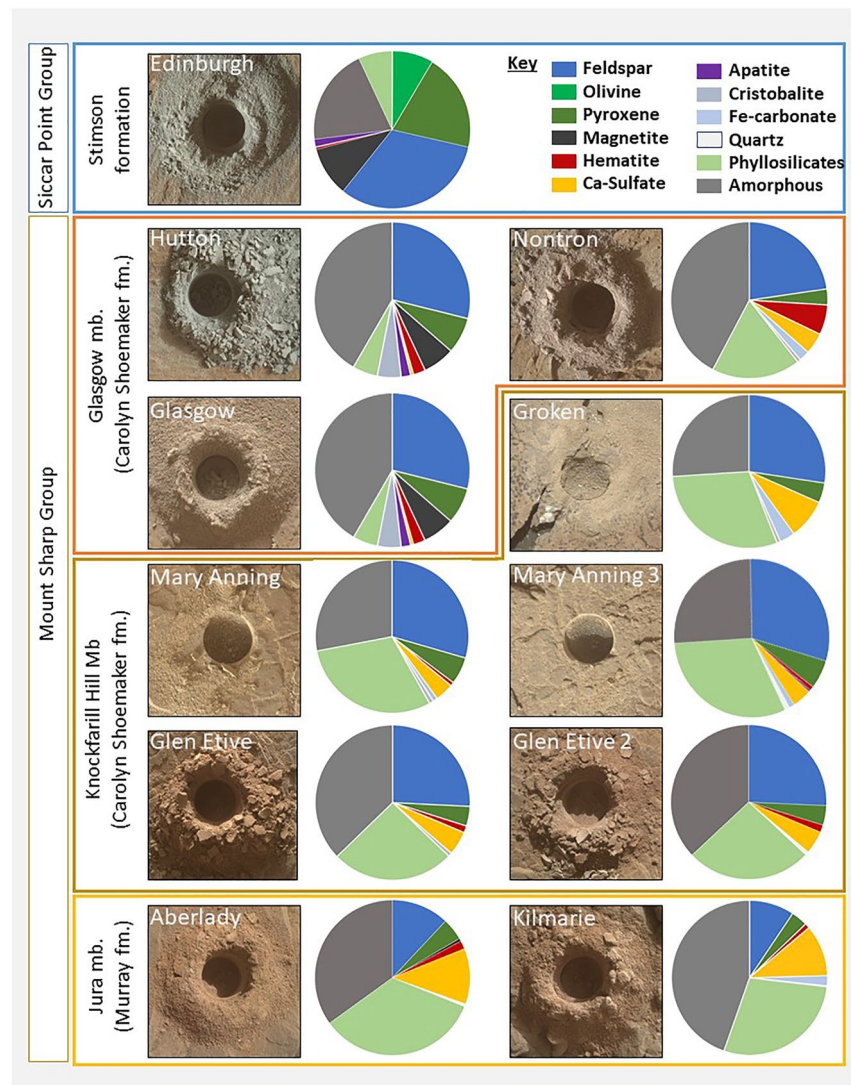 Siccar Point Group
Stimson
formation
Edinburgh
Key
Feldspar
Olivine
Pyroxene
Magnetite
Hematite
Ca-Sulfate
Apatite
Cristobalite
Fe-carbonate
Quartz
Phyllosilicates
Amorphous
Mount Sharp Group
Glasgow mb.
(Carolyn Shoemaker fm.)
Hutton
Nontron
Glasgow
Groken
Knockfarill Hill Mb
(Carolyn Shoemaker fm.)
Mary Anning
Mary Anning 3
Glen Etive
Glen Etive 2
Jura mb.
(Murray fm.)
Aberlady
Kilmarie